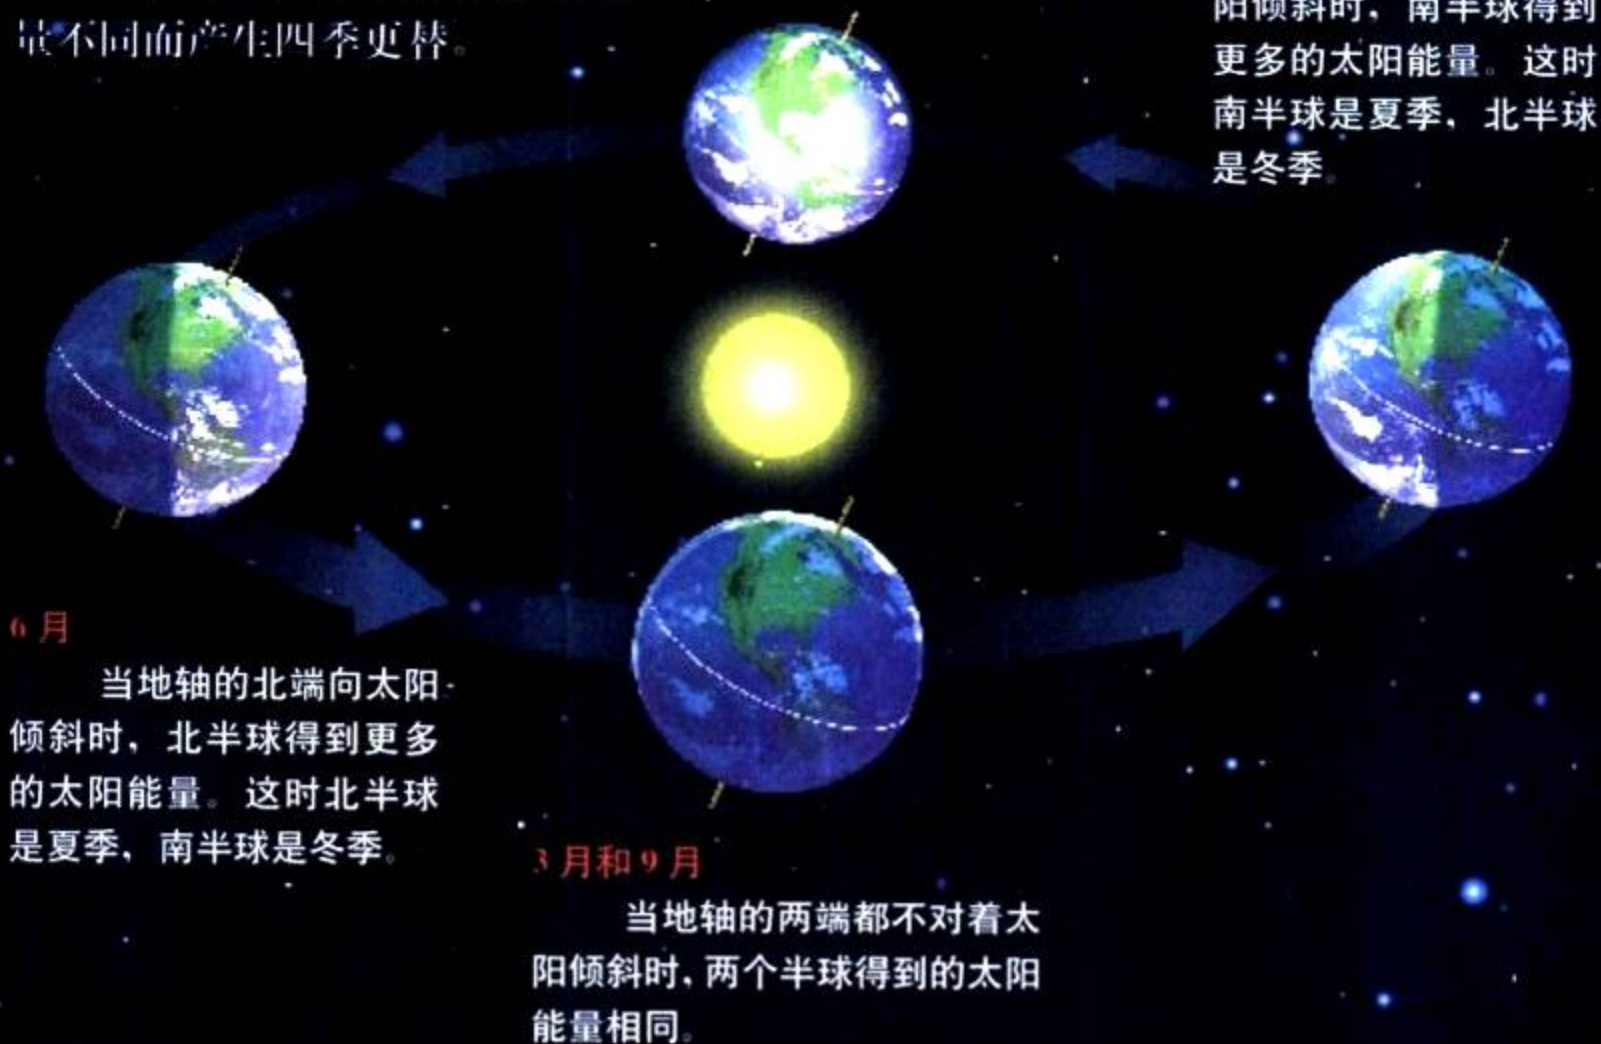 量不同而产生四季更替。
阳倾斜时，南半球得到
更多的太阳能量。这时
南半球是夏季，北半球
是冬季。
6 月
当地轴的北端向太阳
倾斜时，北半球得到更多
的太阳能量。这时北半球
是夏季，南半球是冬季。
3 月和 9 月
当地轴的两端都不对着太
阳倾斜时，两个半球得到的太阳
能量相同。